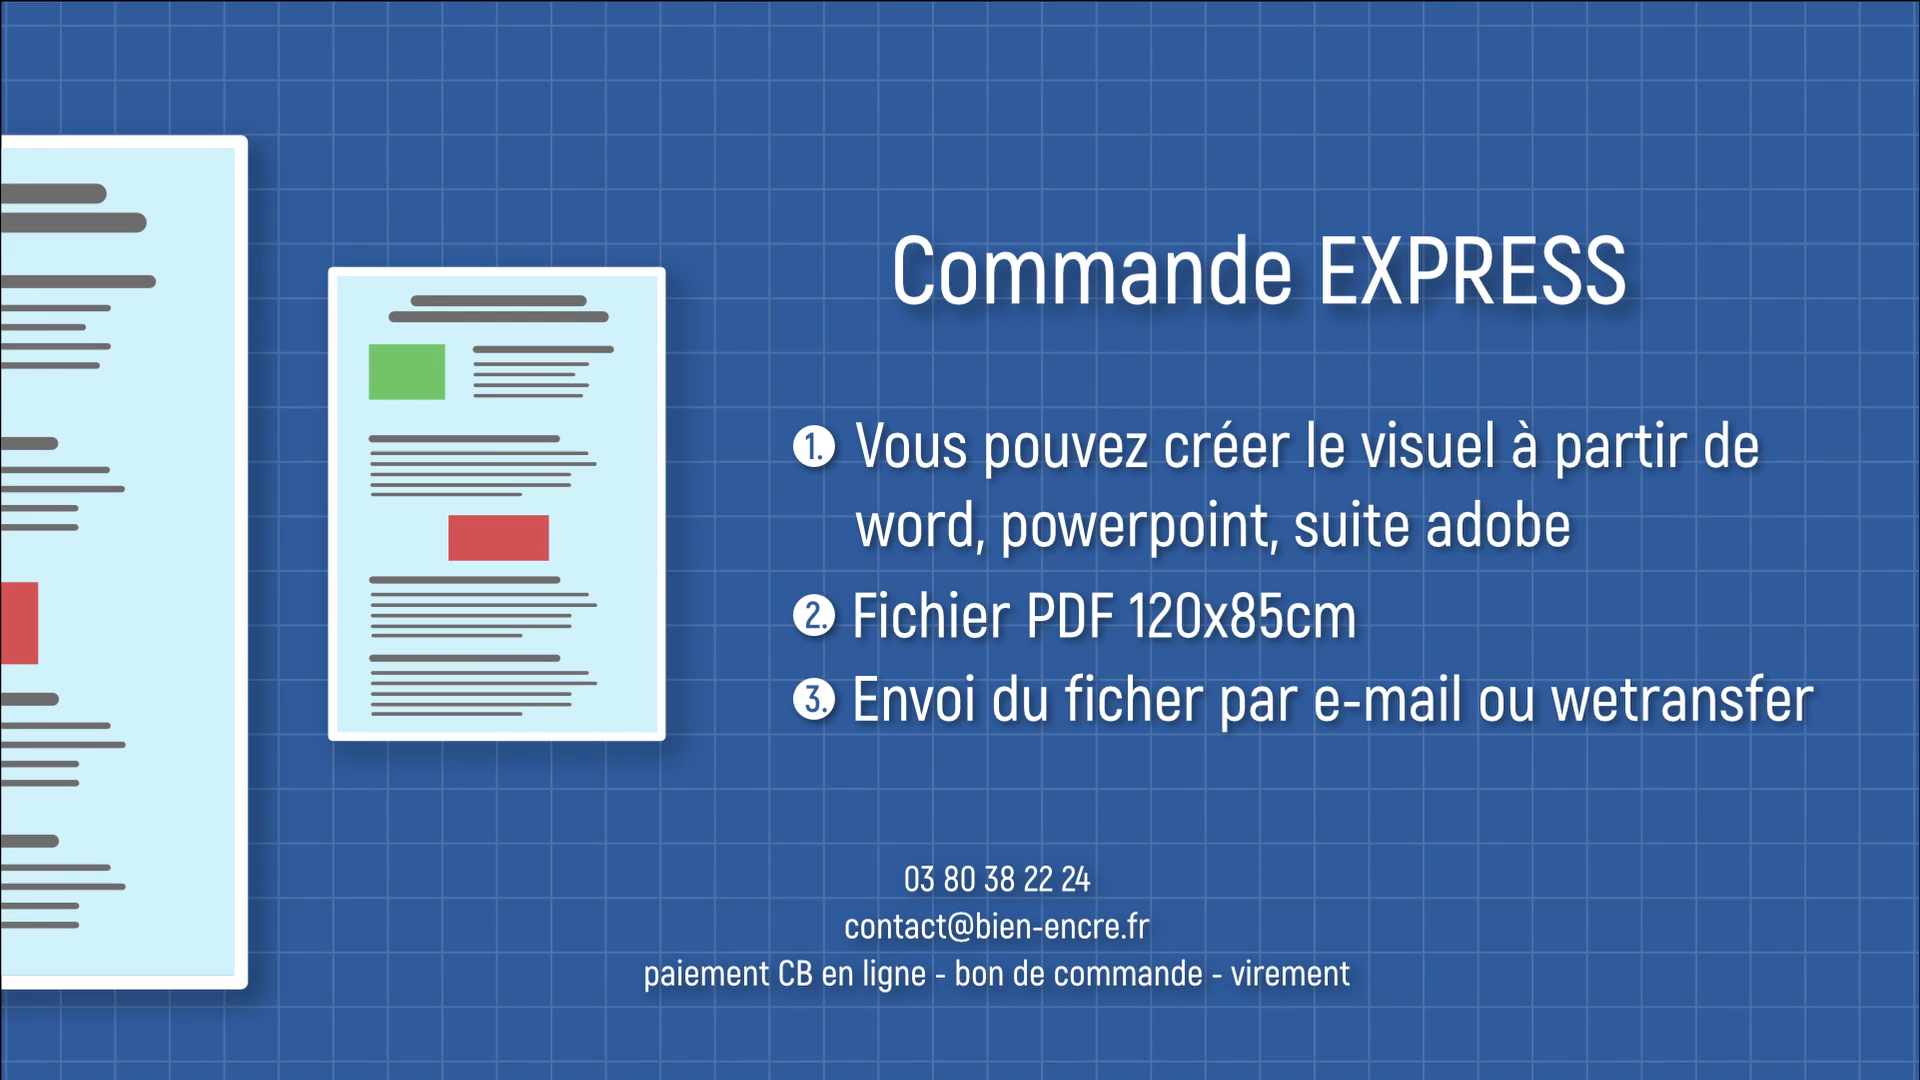 Commande EXPRESS
1. Vous pouvez créer le visuel à partir de
word, powerpoint, suite adobe
2. Fichier PDF 120x85cm
3. Envoi du ficher par e-mail ou wetransfer
03 80 38 22 24
contact@bien-encre.fr
paiement CB en ligne - bon de commande - virement